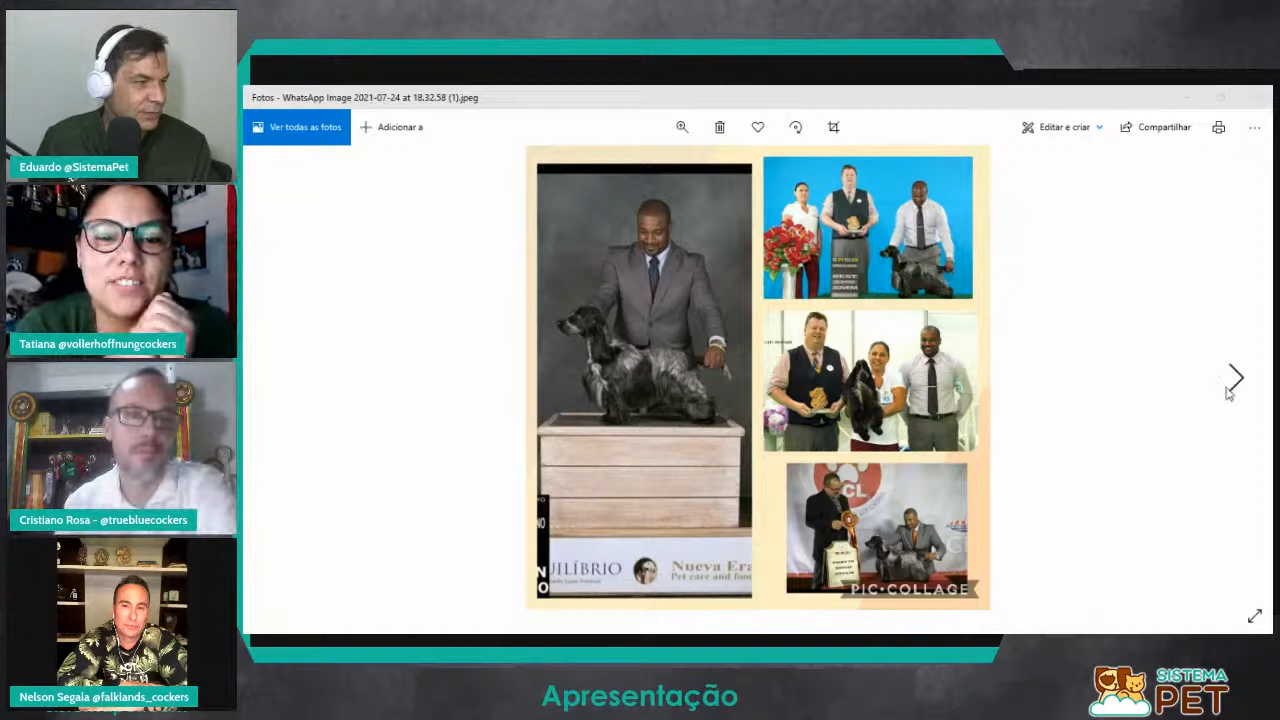 Eduardo @SistemaPet
Tatiana @vollerhoffnungcockers
Cristiano Rosa - @truebluecockers
Nelson Segala @falklands_cockers
Fotos - WhatsApp Image 2021-07-24 at 18.32.58 (1).jpeg
Ver todas as fotos
Adicionar a
Editar e criar
Compartilhar
CL
UILÍBRIO
Nueva Era
Pet care and food
PIC•COLLAGE
Apresentação
SISTEMA
PET